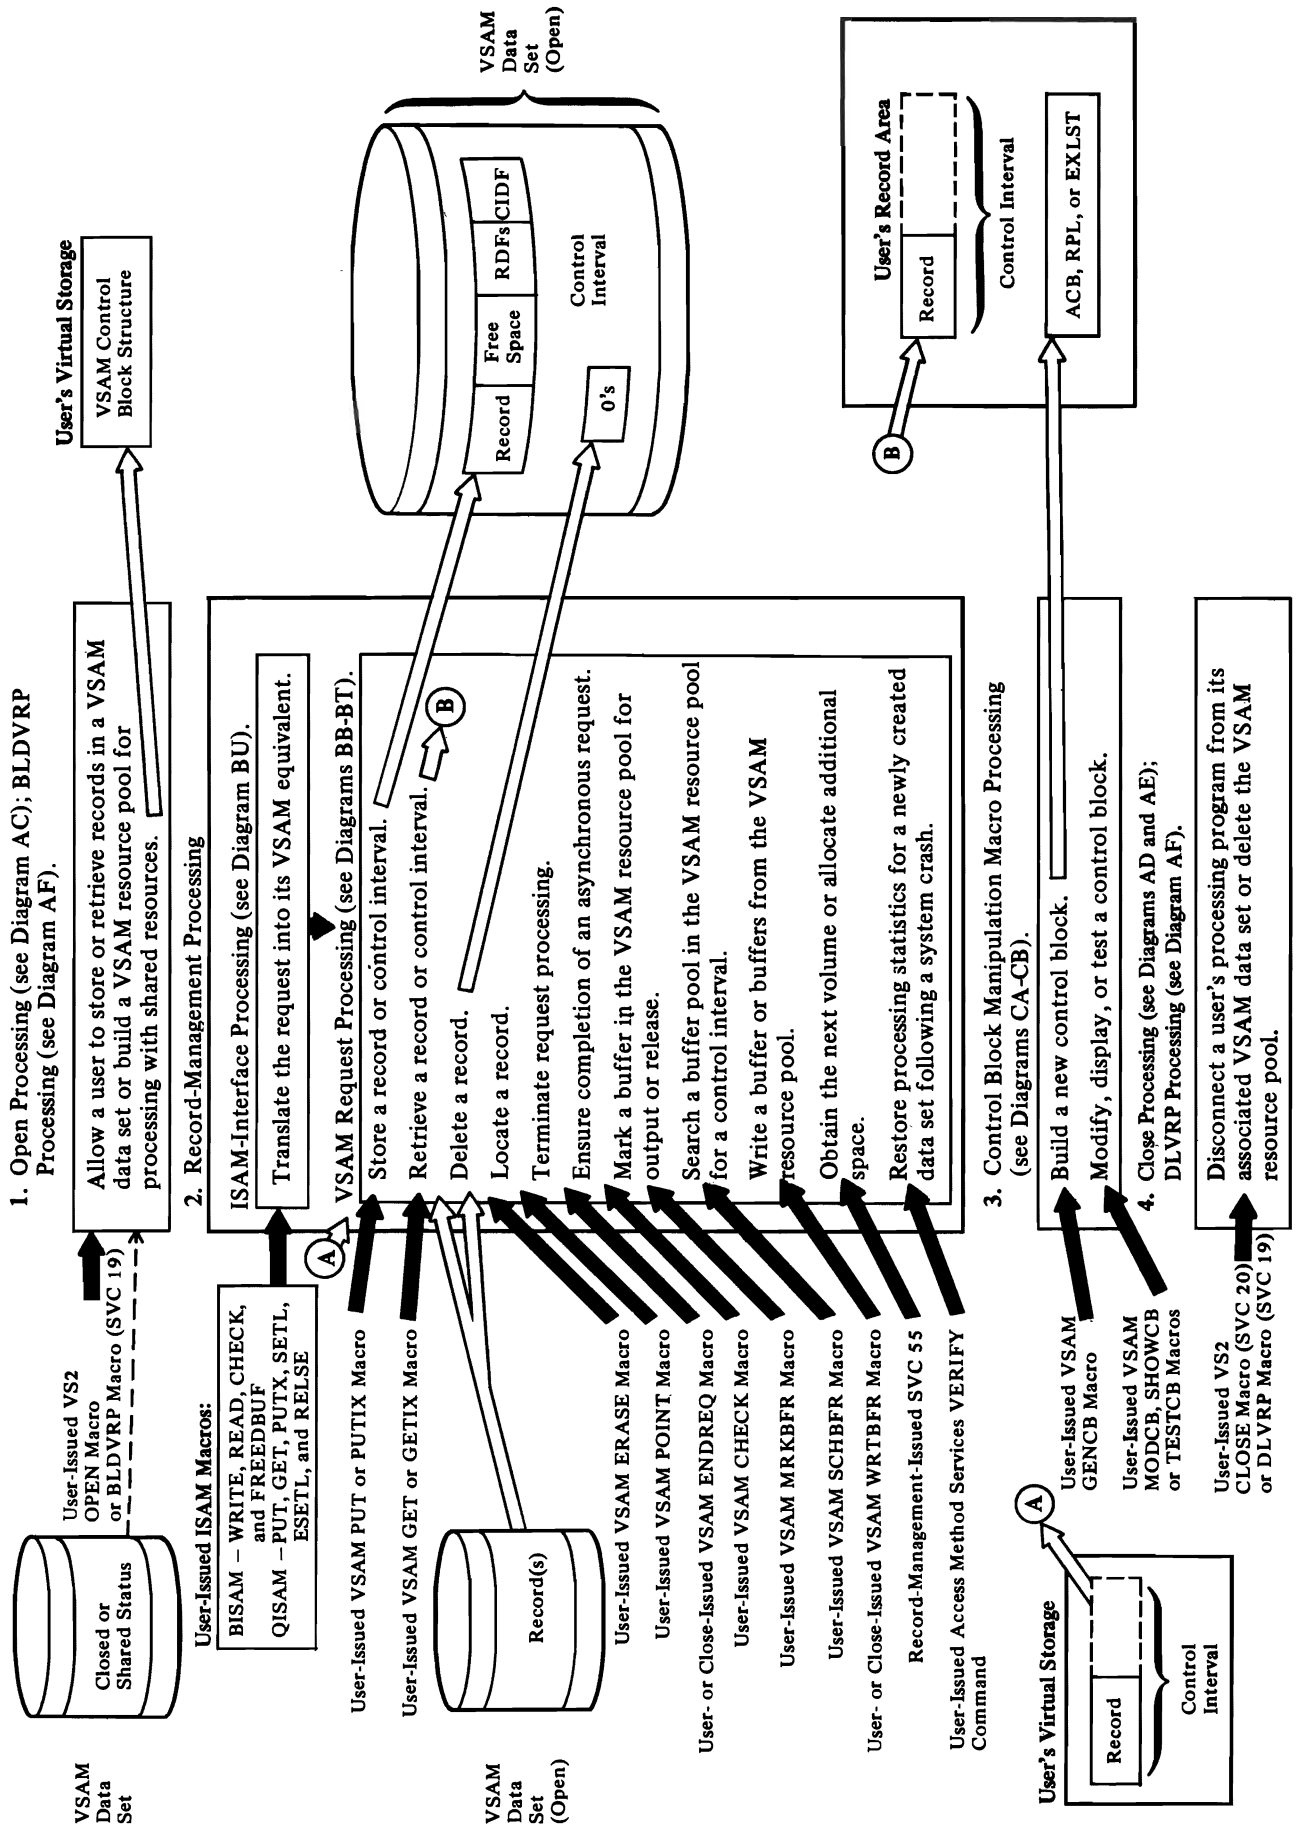 VSAM
Data
Set
Closed or
Shared Status
User-Issued VS2
OPEN Macro
or BLDVRP Macro (SVC 19)
1. Open Processing (see Diagram AC); BLDVRP
Processing (see Diagram AF).
Allow a user to store or retrieve records in a VSAM
data set or build a VSAM resource pool for
processing with shared resources.
User's Virtual Storage
VSAM Control
Block Structure
2. Record-Management Processing
User-Issued ISAM Macros:
BISAM – WRITE, READ, CHECK,
and FREEDBUF
QISAM – PUT, GET, PUTX, SETL,
ESETL, and RELSE
ISAM-Interface Processing (see Diagram BU).
Translate the request into its VSAM equivalent.
A
VSAM Request Processing (see Diagrams BB-BT).
User-Issued VSAM PUT or PUTIX Macro
Store a record or control interval.
User-Issued VSAM GET or GETIX Macro
Retrieve a record or control interval.
B
VSAM
Data
Set
(Open)
Record(s)
Delete a record.
Locate a record.
Terminate request processing.
Ensure completion of an asynchronous request.
Mark a buffer in the VSAM resource pool for
output or release.
Search a buffer pool in the VSAM resource pool
for a control interval.
Write a buffer or buffers from the VSAM
resource pool.
Obtain the next volume or allocate additional
space.
Restore processing statistics for a newly created
data set following a system crash.
User-Issued VSAM ERASE Macro
User-Issued VSAM POINT Macro
User- or Close-Issued VSAM ENDREQ Macro
User-Issued VSAM CHECK Macro
User-Issued VSAM MRKBFR Macro
User-Issued VSAM SCHBFR Macro
User- or Close-Issued VSAM WRTBFR Macro
Record-Management-Issued SVC 55
User-Issued Access Method Services VERIFY
Command
Record
Free
Space
RDFs
CIDF
0's
Control
Interval
VSAM
Data
Set
(Open)
3. Control Block Manipulation Macro Processing
(see Diagrams CA-CB).
User-Issued VSAM
GENCB Macro
Build a new control block.
User-Issued VSAM
MODCB, SHOWCB
or TESTCB Macros
Modify, display, or test a control block.
B
User's Record Area
Record
Control Interval
ACB, RPL, or EXLST
User's Virtual Storage
A
Record
Control
Interval
4. Close Processing (see Diagrams AD and AE);
DLVRP Processing (see Diagram AF).
User-Issued VS2
CLOSE Macro (SVC 20)
or DLVRP Macro (SVC 19)
Disconnect a user's processing program from its
associated VSAM data set or delete the VSAM
resource pool.